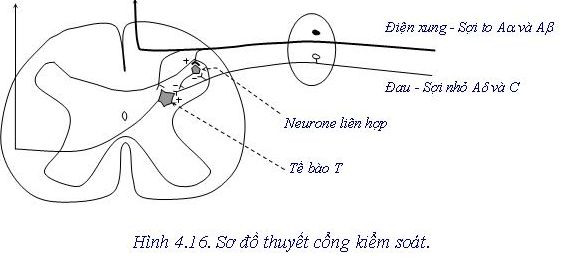 Điện xung - Sợi to Aα và Aβ
Đau - Sợi nhỏ Aδ và C
Neurone liên hợp
Tế bào T
Hình 4.16. Sơ đồ thuyết cổng kiểm soát.